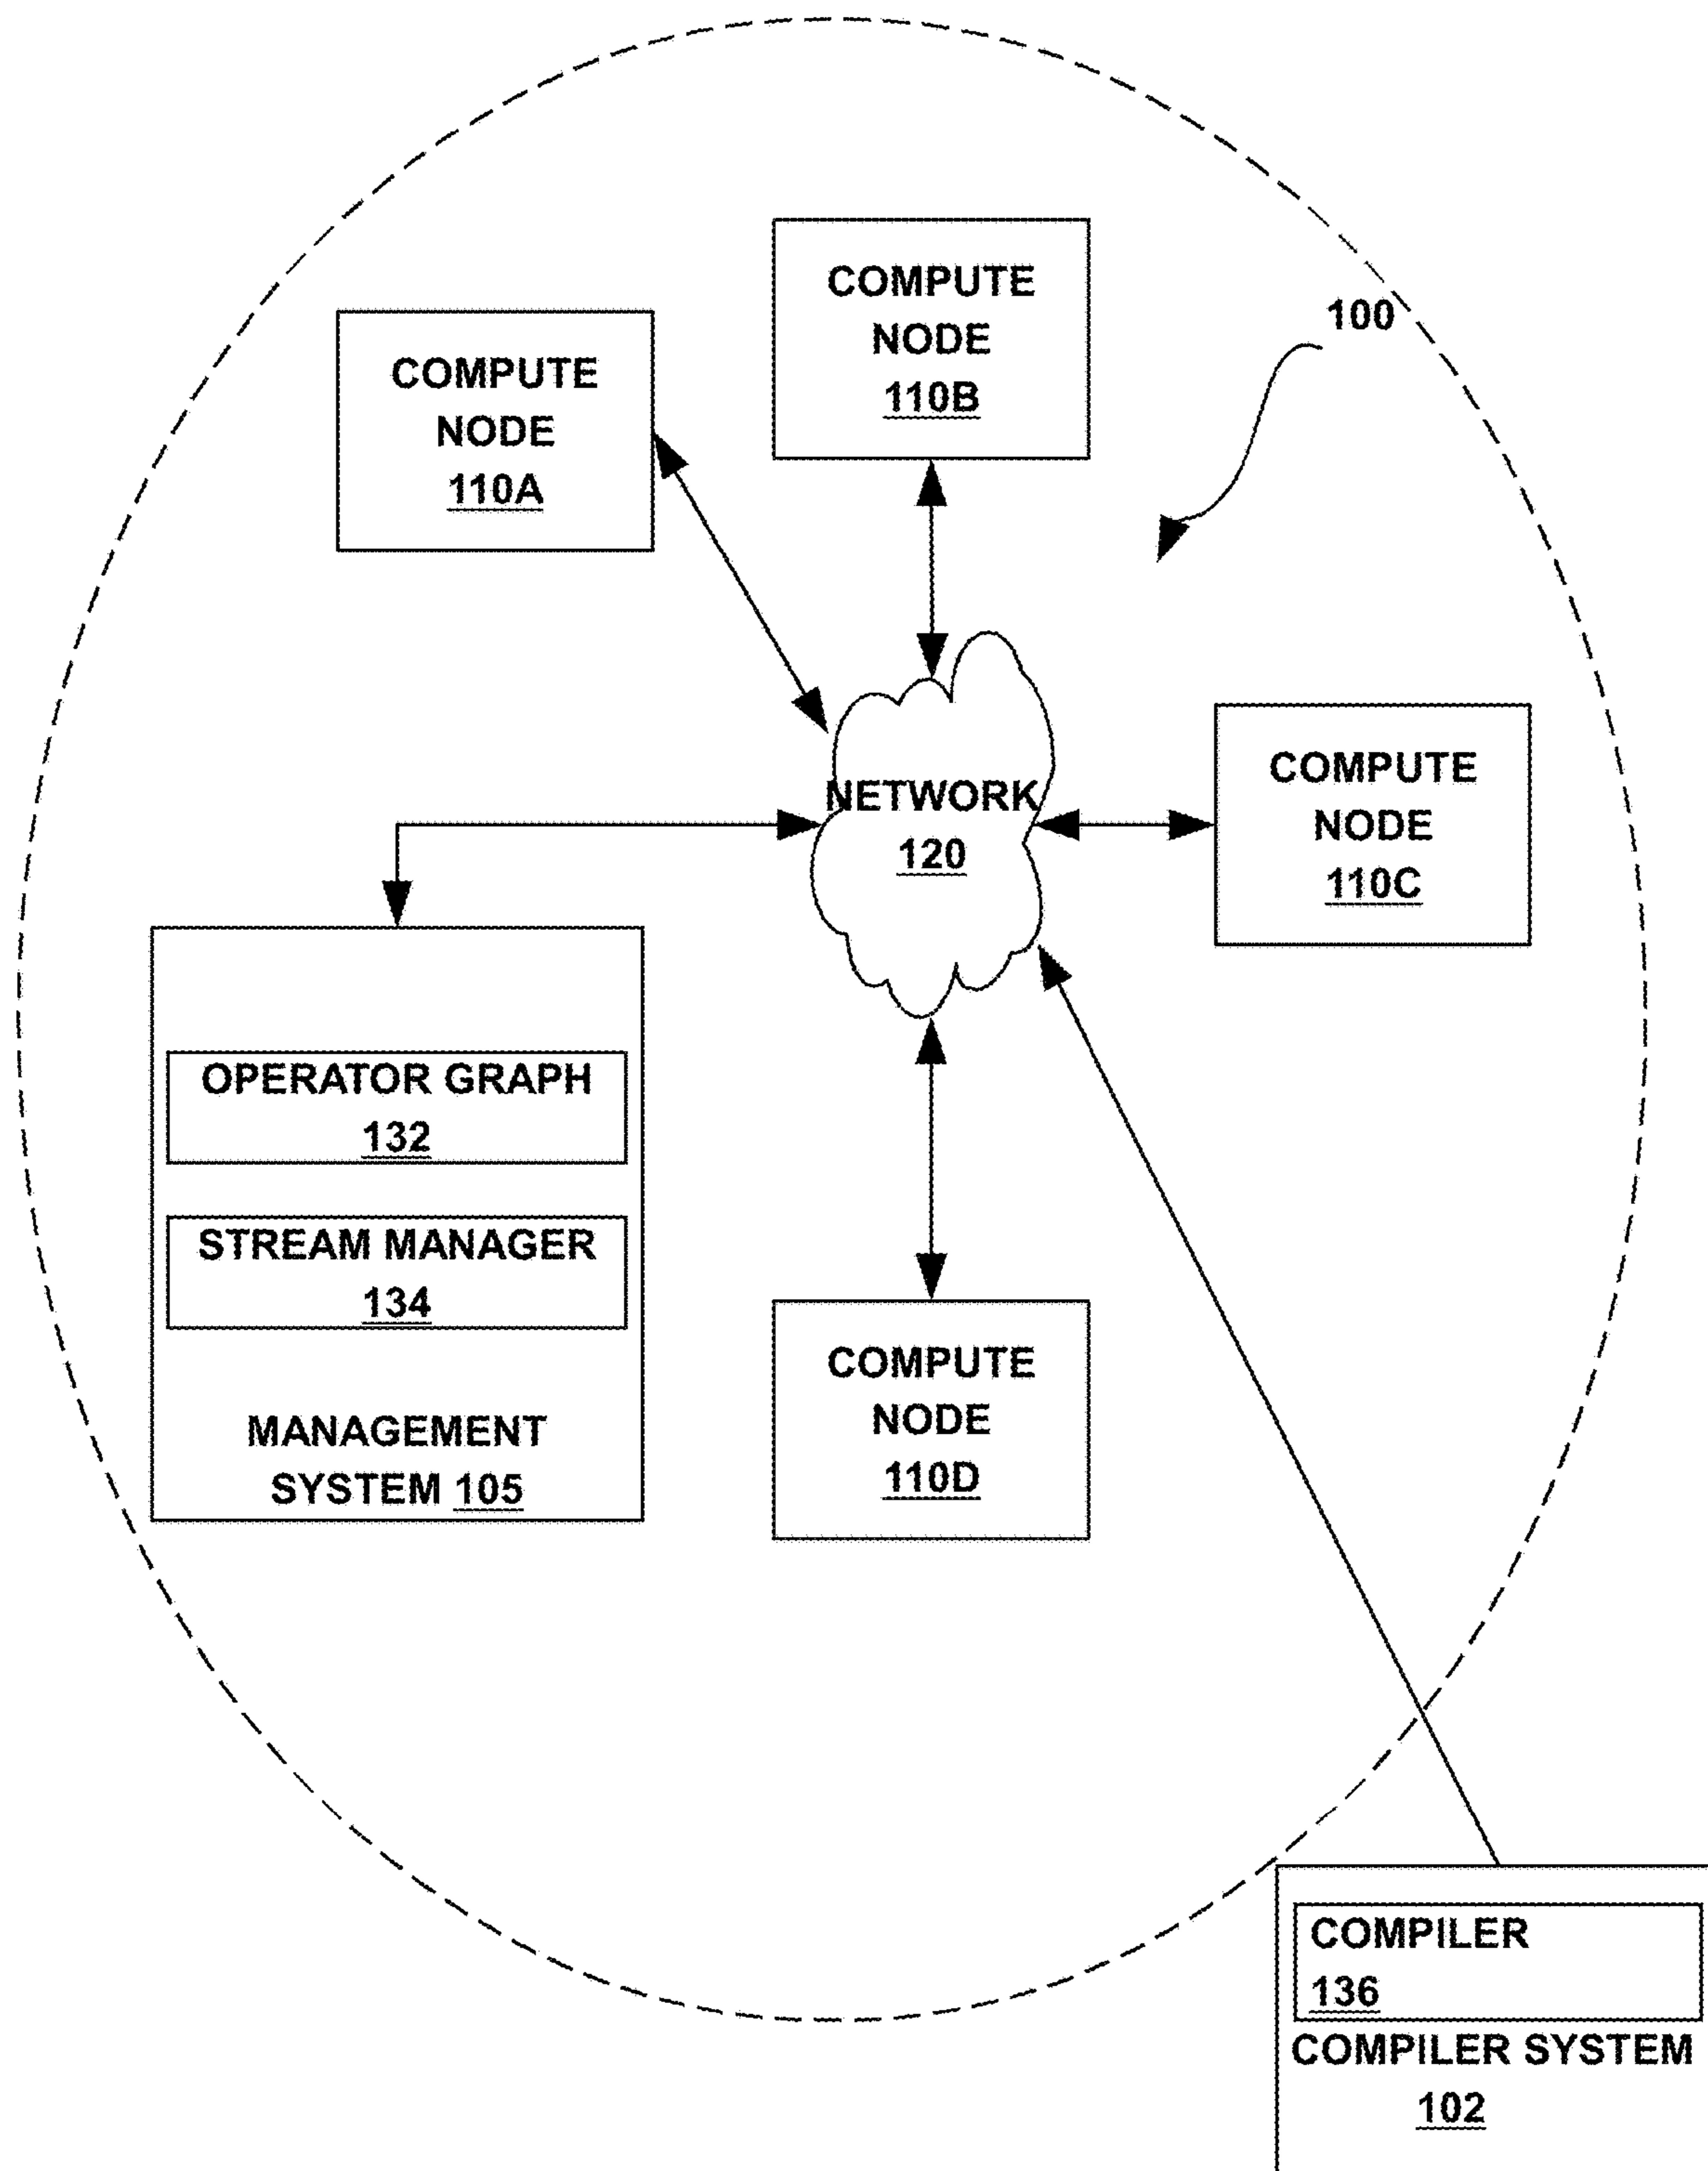 COMPUTE
NODE
110B
100
COMPUTE
NODE
110A
NETWORK
120
COMPUTE
NODE
110C
OPERATOR GRAPH
132
STREAM MANAGER
134
MANAGEMENT
SYSTEM 105
COMPUTE
NODE
110D
COMPILER
136
COMPILER SYSTEM
102